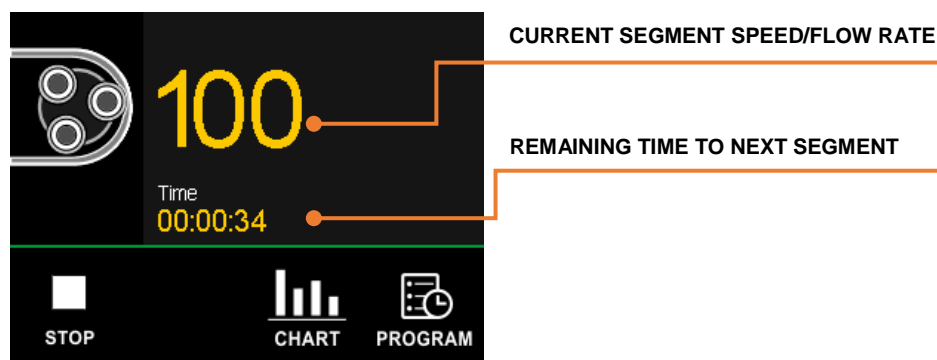 CURRENT SEGMENT SPEED/FLOW RATE
100
REMAINING TIME TO NEXT SEGMENT
Time
00:00:34
STOP
CHART
PROGRAM